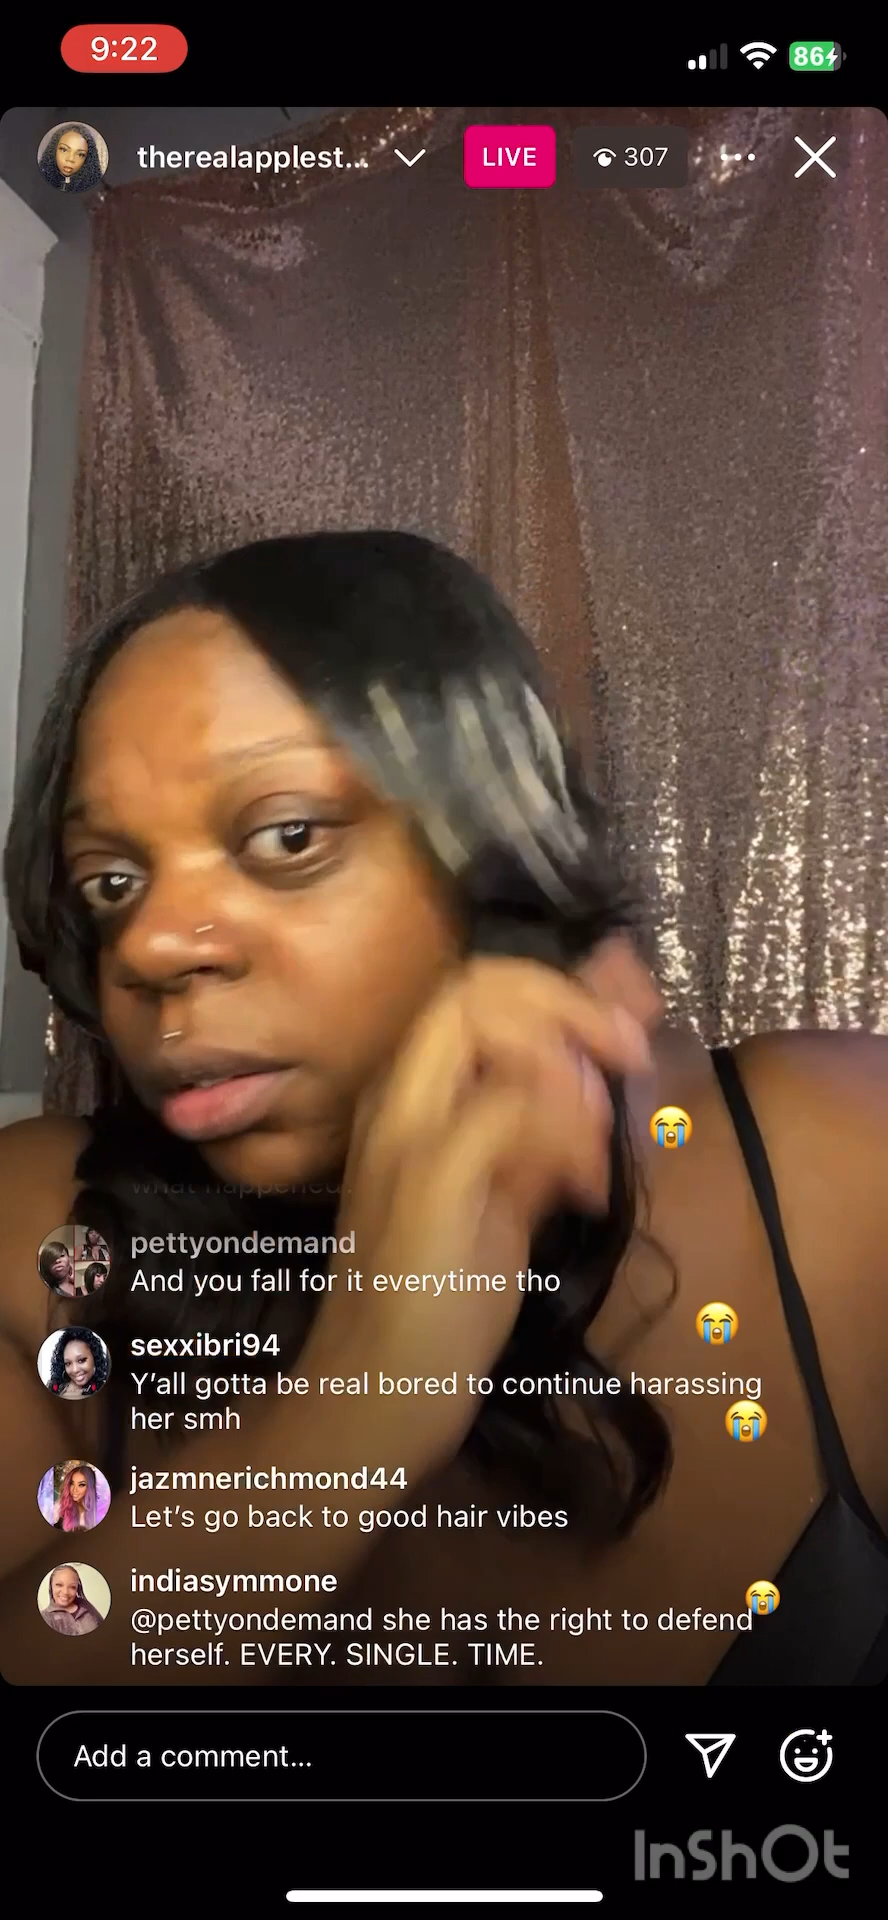 9:22
86
therealapplest...
LIVE
307
what happened?
pettyondemand
And you fall for it everytime tho
sexxibri94
Y'all gotta be real bored to continue harassing
her smh
jazmnerichmond44
Let's go back to good hair vibes
indiasymmone
@pettyondemand she has the right to defend
herself. EVERY. SINGLE. TIME.
Add a comment...
InShOt